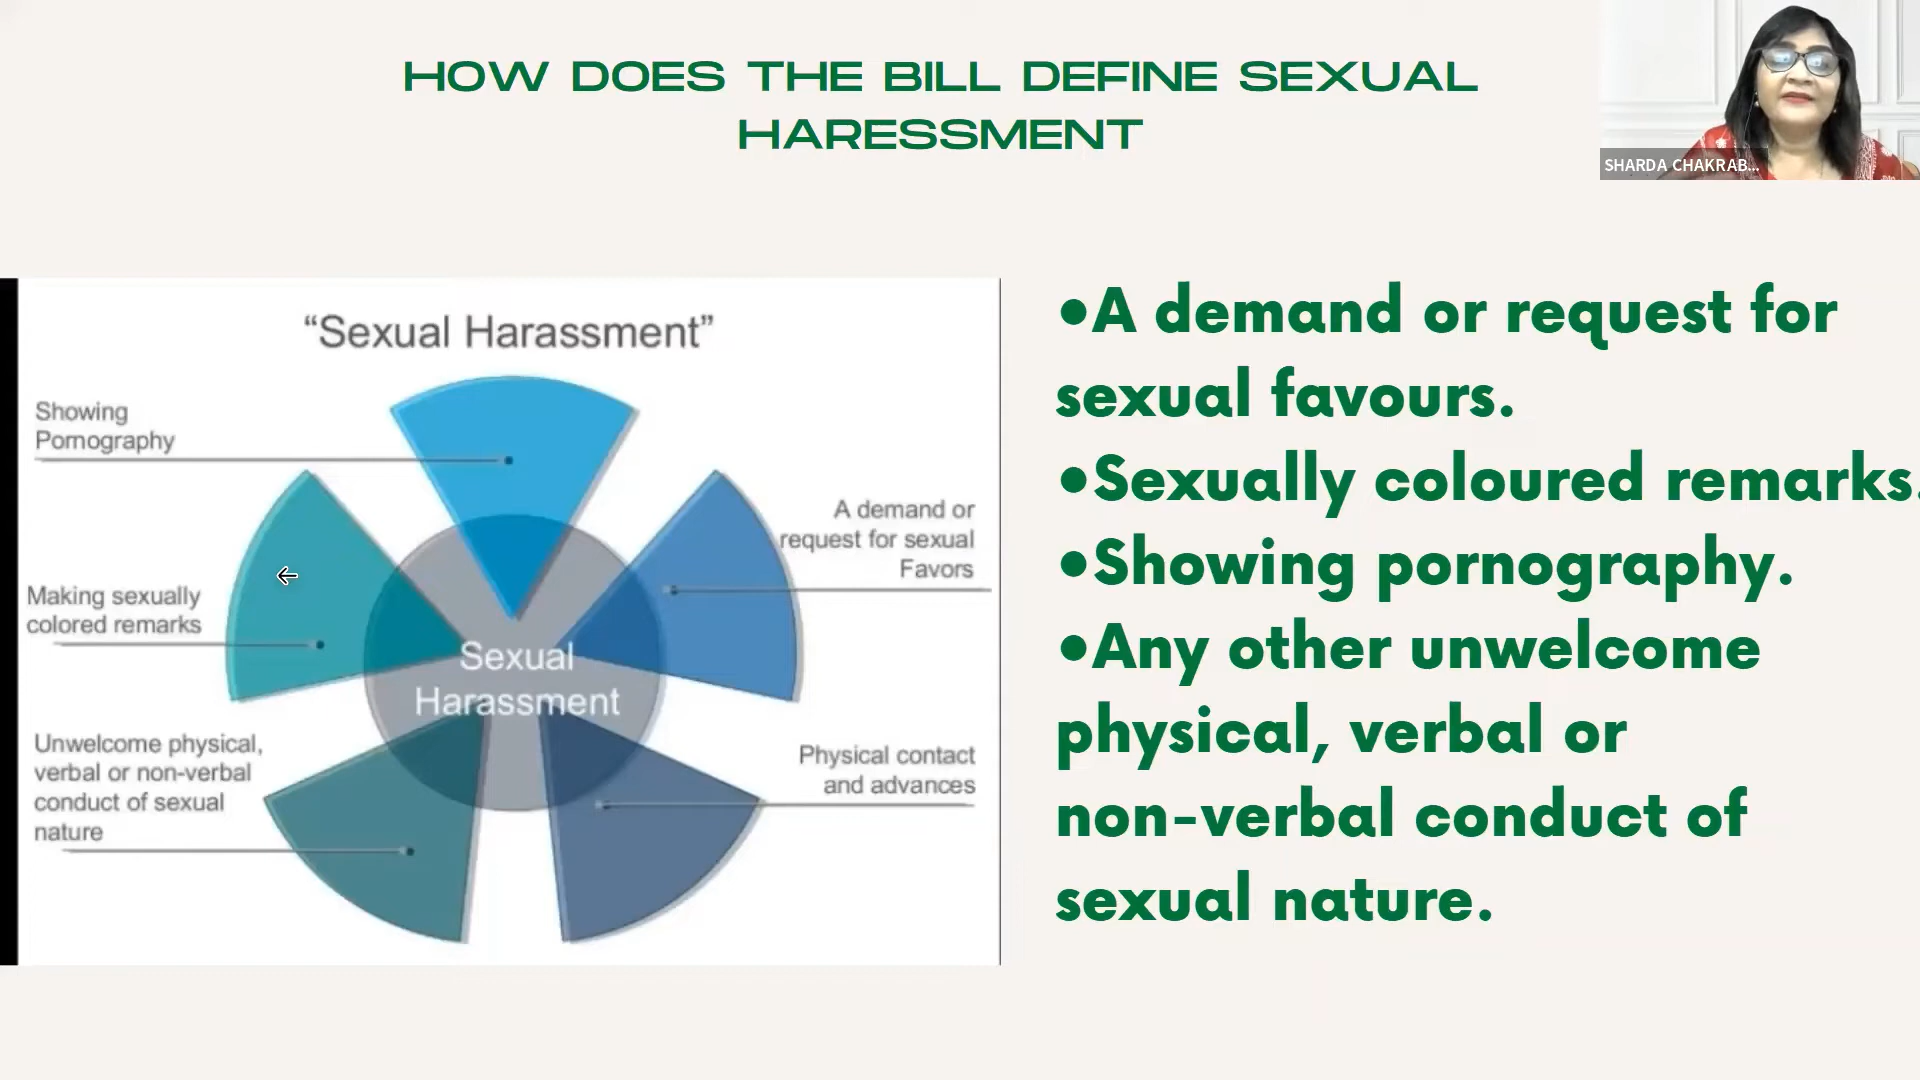 HOW DOES THE BILL DEFINE SEXUAL
HARESSMENT
SHARDA CHAKRAB...
“Sexual Harassment”
Showing
Pornography
A demand or
request for sexual
Favors
Making sexually
colored remarks
Sexual
Harassment
Unwelcome physical,
verbal or non-verbal
conduct of sexual
nature
Physical contact
and advances
•A demand or request for
sexual favours.
•Sexually coloured remarks.
•Showing pornography.
•Any other unwelcome
physical, verbal or
non-verbal conduct of
sexual nature.